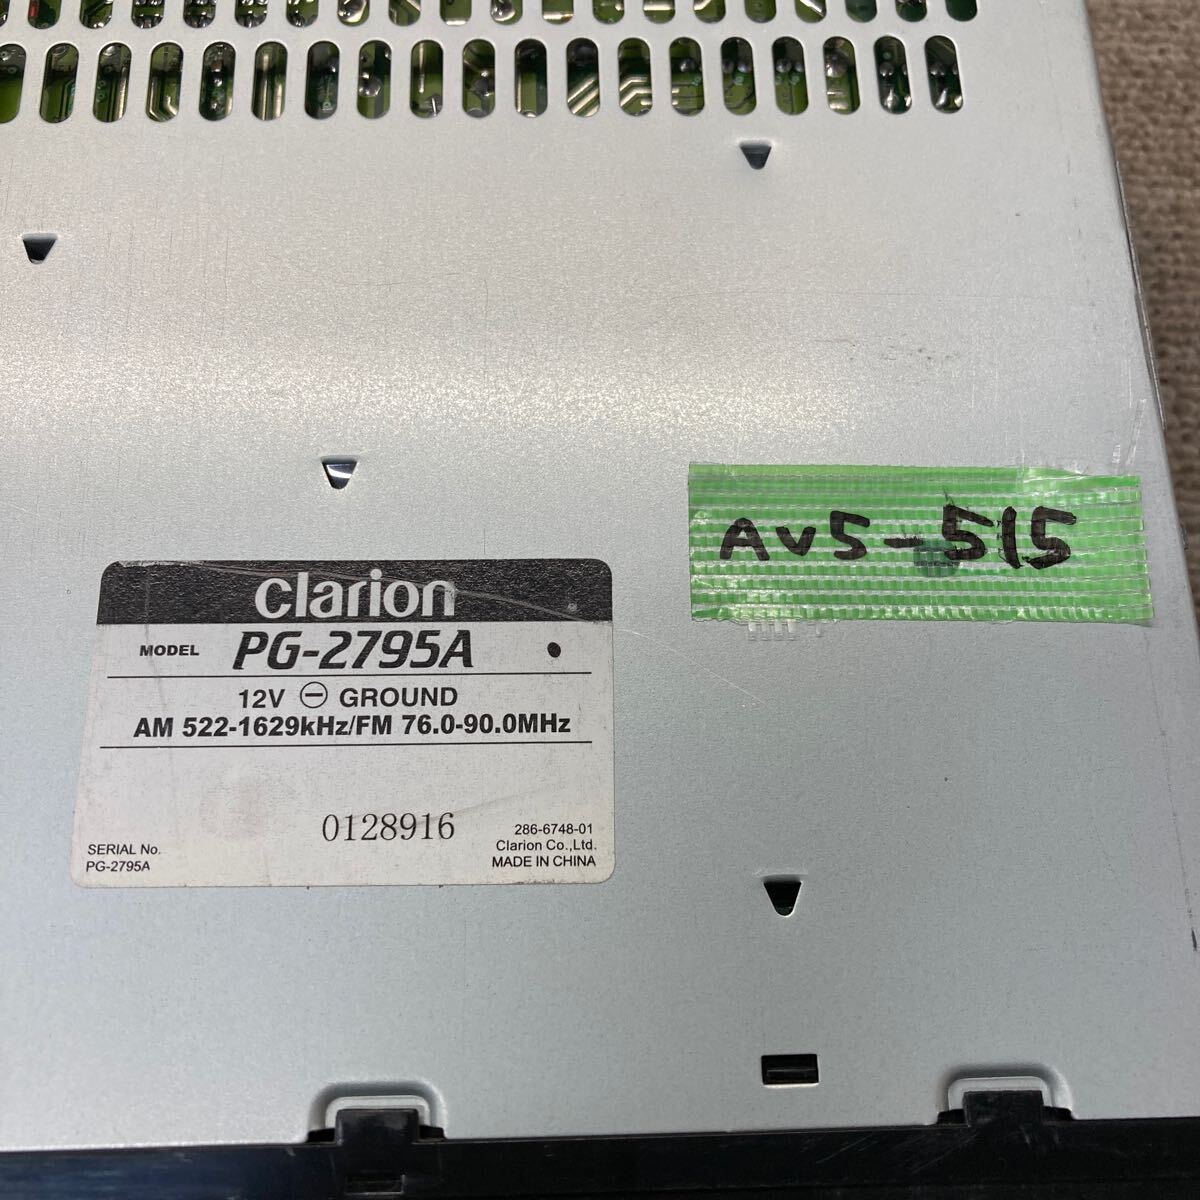 AV5-515
clarion
MODEL PG-2795A
12V ⊖ GROUND
AM 522-1629kHz/FM 76.0-90.0MHz
0128916
SERIAL No.
PG-2795A
286-6748-01
Clarion Co.,Ltd.
MADE IN CHINA